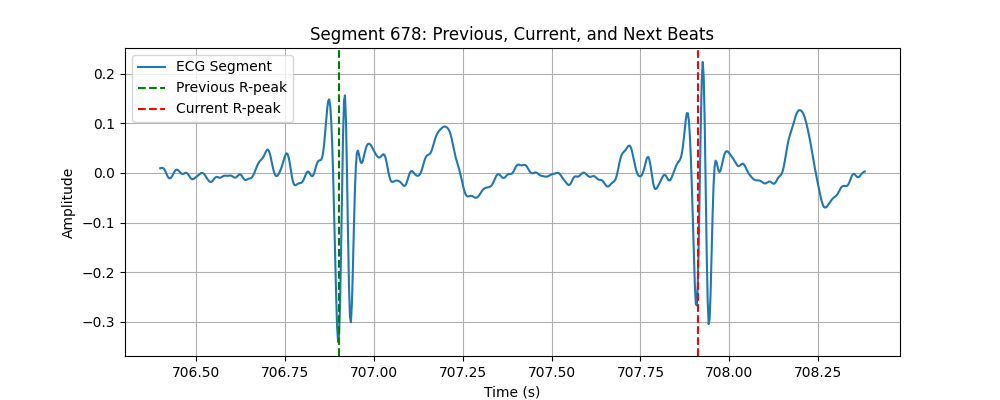 Segment 678: Previous, Current, and Next Beats
ECG Segment
Previous R-peak
Current R-peak
Amplitude
0.2
0.1
0.0
−0.1
−0.2
−0.3
706.50 706.75 707.00 707.25 707.50 707.75 708.00 708.25
Time (s)